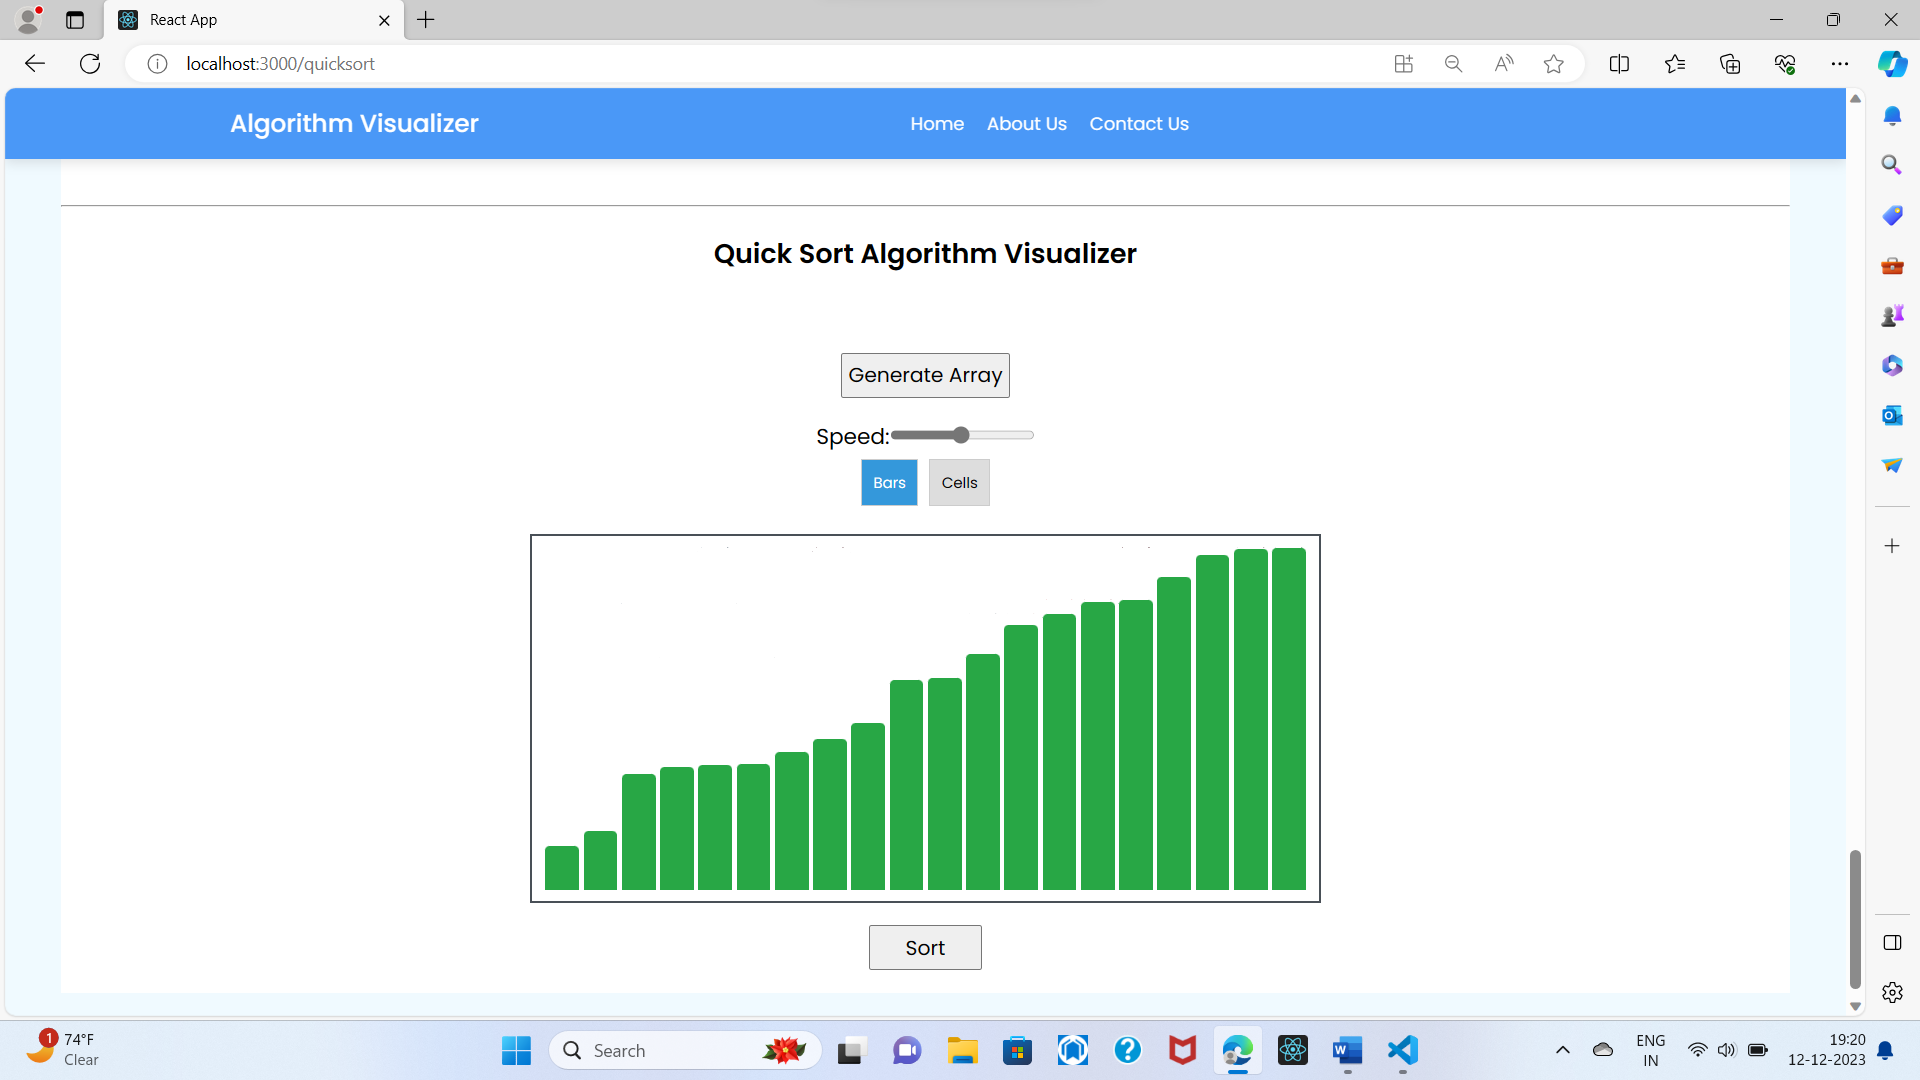 React App
localhost:3000/quicksort
Algorithm Visualizer
Home
About Us
Contact Us
Quick Sort Algorithm Visualizer
Generate Array
Speed:
Bars
Cells
Sort
1
74°F
Clear
Search
ENG
IN
19:20
12-12-2023